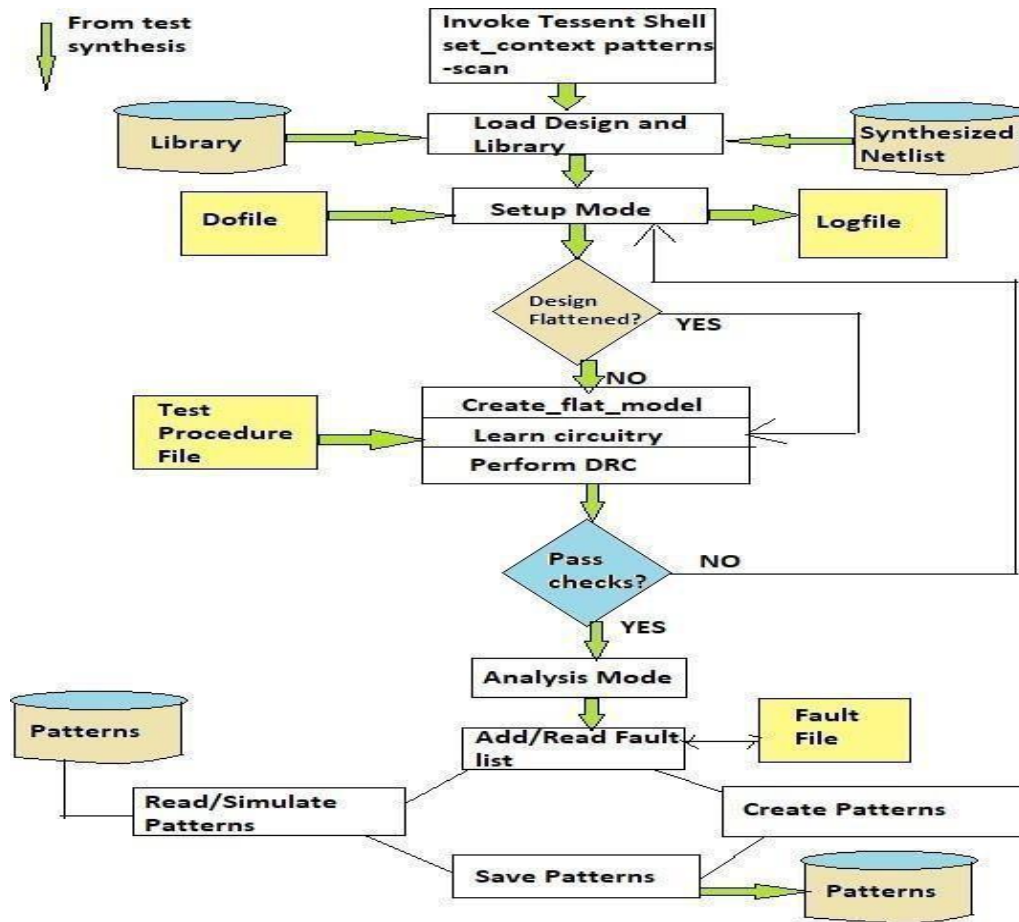 From test
synthesis
Invoke Tessent Shell
set_context patterns
-scan
Library
Load Design and
Library
Synthesized
Netlist
Dofile
Setup Mode
Logfile
Design
Flattened?
YES
NO
Test
Procedure
File
Create_flat_model
Learn circuitry
Perform DRC
Pass
checks?
NO
YES
Analysis Mode
Patterns
Add/Read Fault
list
Fault
File
Read/Simulate
Patterns
Create Patterns
Save Patterns
Patterns